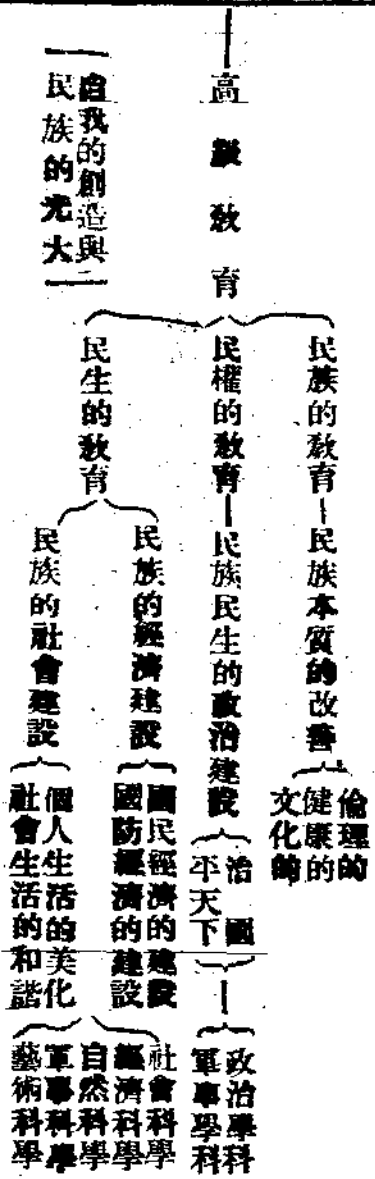 高級教育
民族的教育
民族本質的改善
倫理的
健康的
文化的
民權的教育
民族民生的政治建設
治國
平天下
政治學科
軍事學科
民生的教育
民族的經濟建設
國民經濟的建設
國防經濟的建設
民族的社會建設
個人生活的美化
社會生活的和諧
社會科學
經濟科學
自然科學
軍事科學
藝術科學
自我的創造與
民族的光大